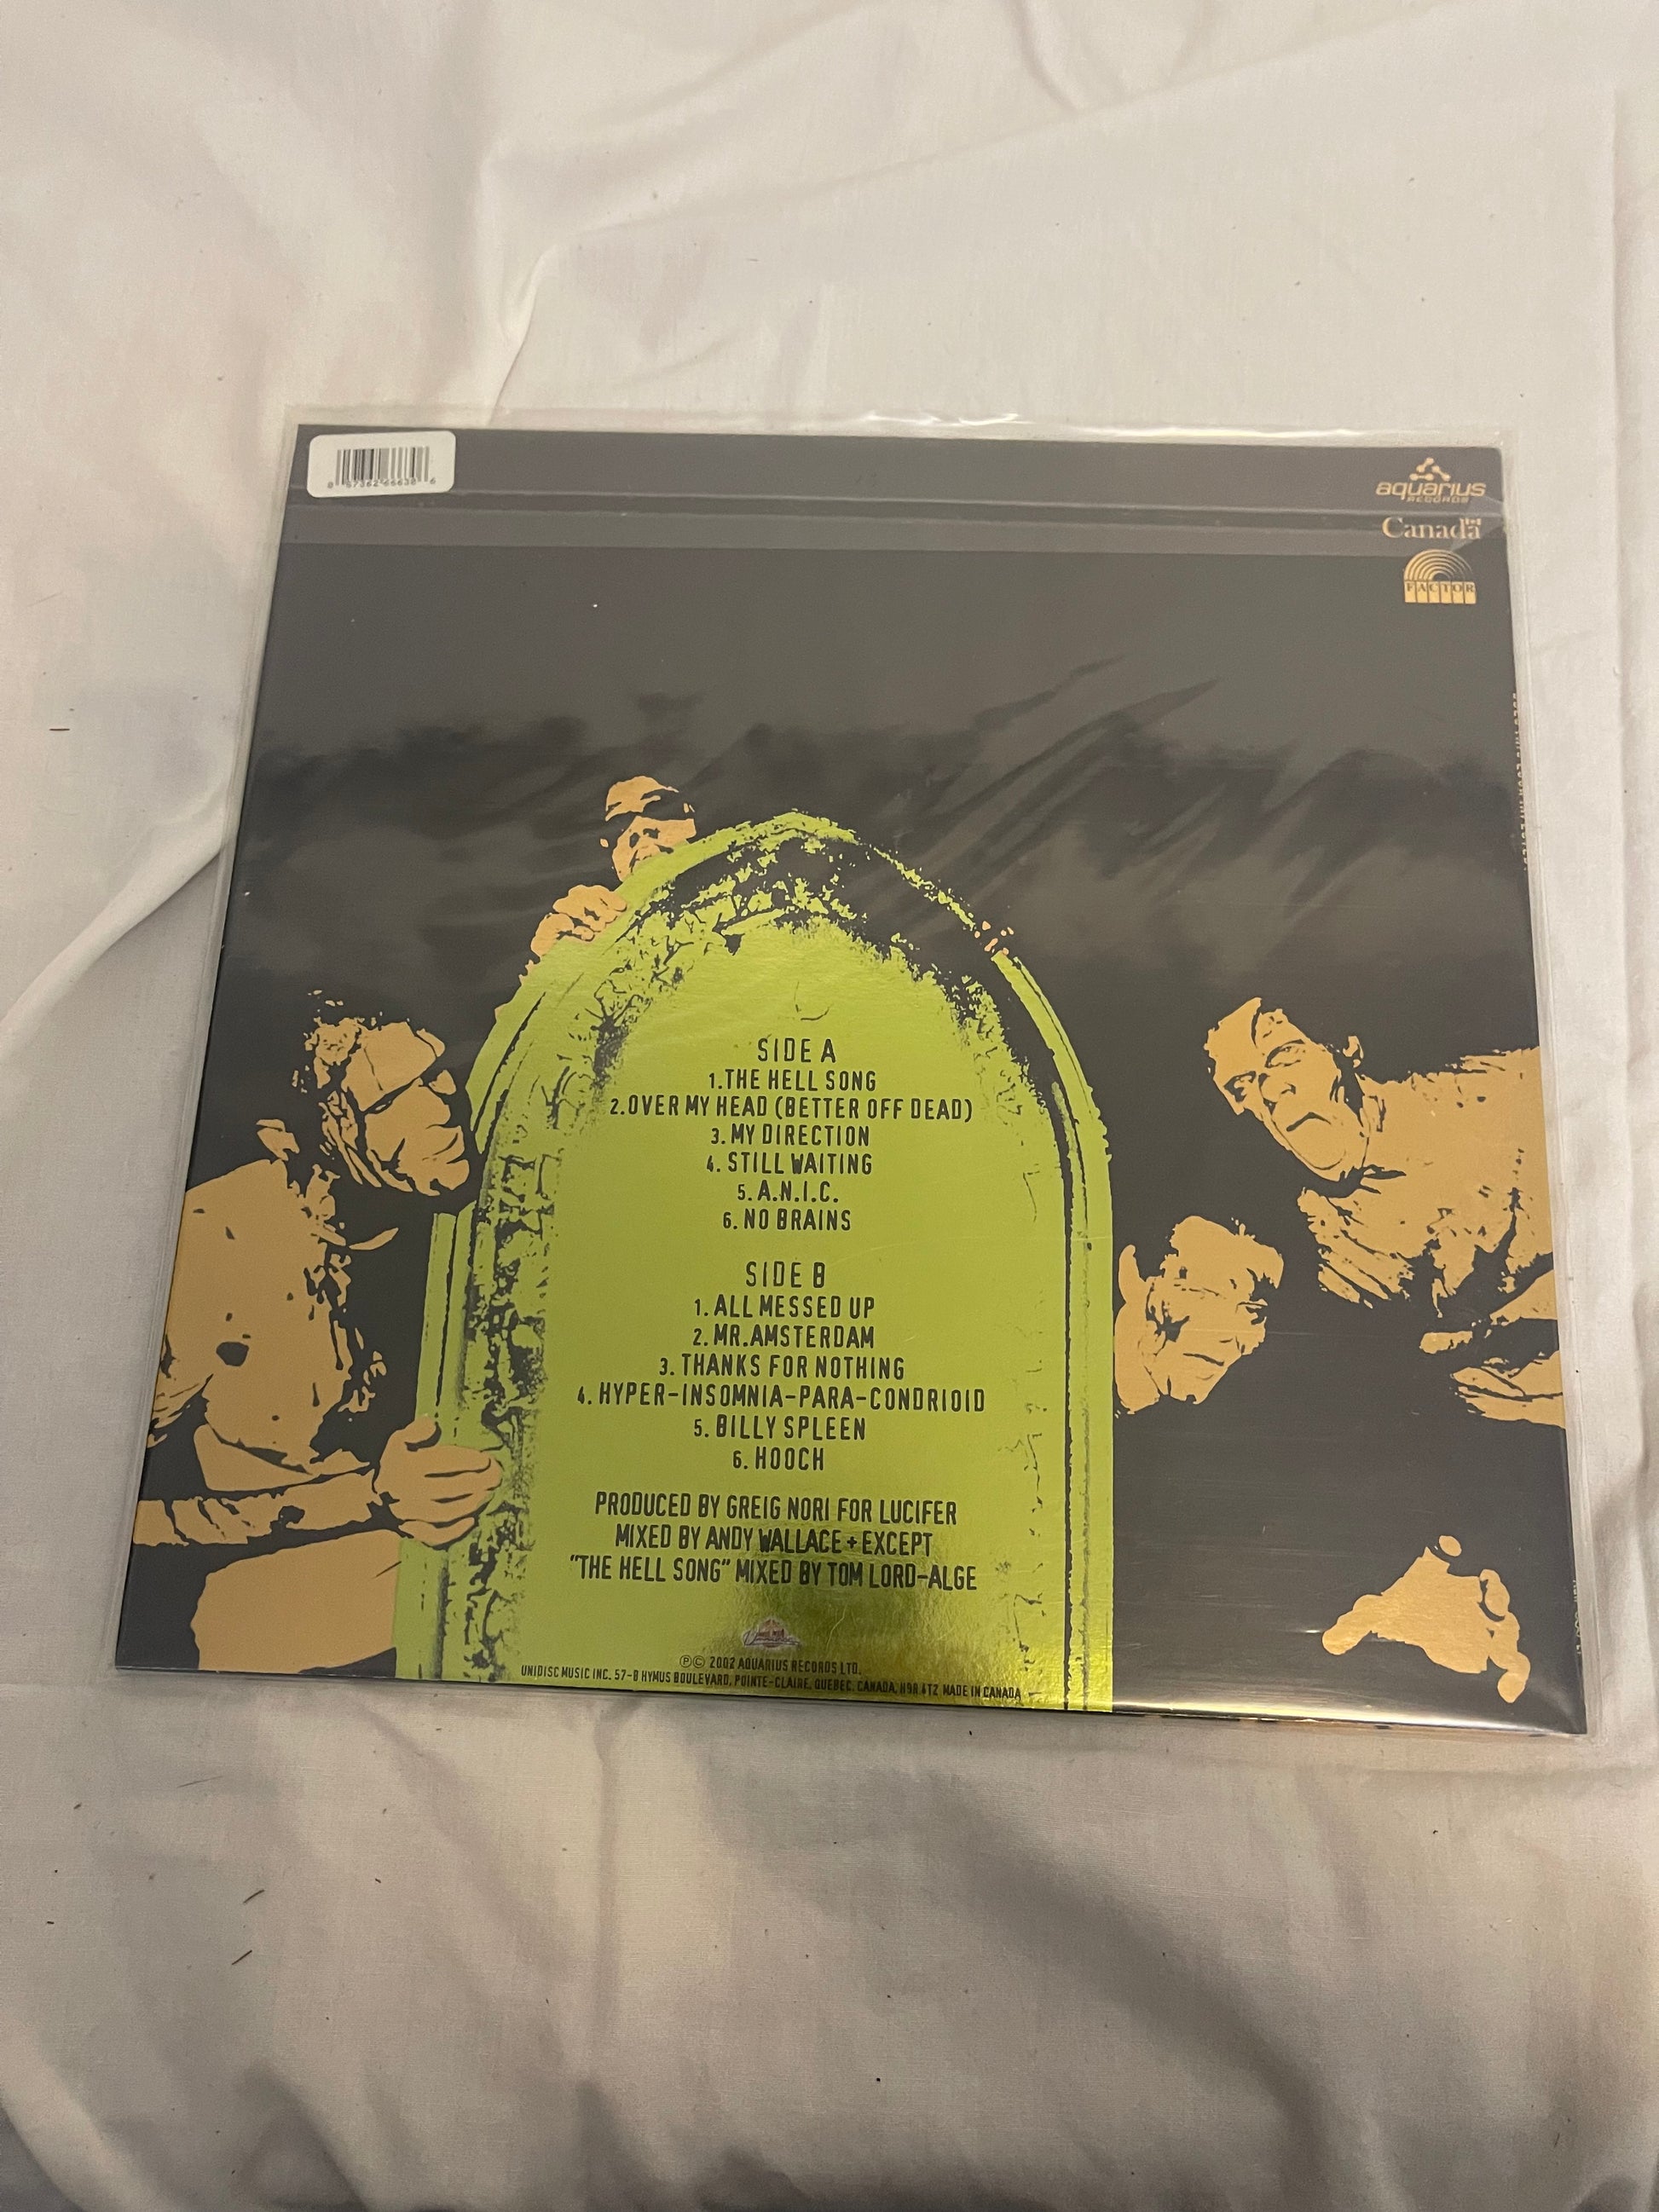 aquarius
RECORDS
Canada
FACTOR
SIDE A
1.THE HELL SONG
2.OVER MY HEAD (BETTER OFF DEAD)
3. MY DIRECTION
4. STILL WAITING
5. A.N.I.C.
6. NO BRAINS
SIDE B
1. ALL MESSED UP
2. MR.AMSTERDAM
3. THANKS FOR NOTHING
4. HYPER-INSOMNIA-PARA-CONDRIOID
5. BILLY SPLEEN
6. HOOCH
PRODUCED BY GREIG NORI FOR LUCIFER
MIXED BY ANDY WALLACE + EXCEPT
"THE HELL SONG" MIXED BY TOM LORD-ALGE
℗© 2002 AQUARIUS RECORDS LTD.
UNIDISC MUSIC INC. 57-B HYMUS BOULEVARD, POINTE-CLAIRE, QUEBEC, CANADA, H9R 4T2 MADE IN CANADA